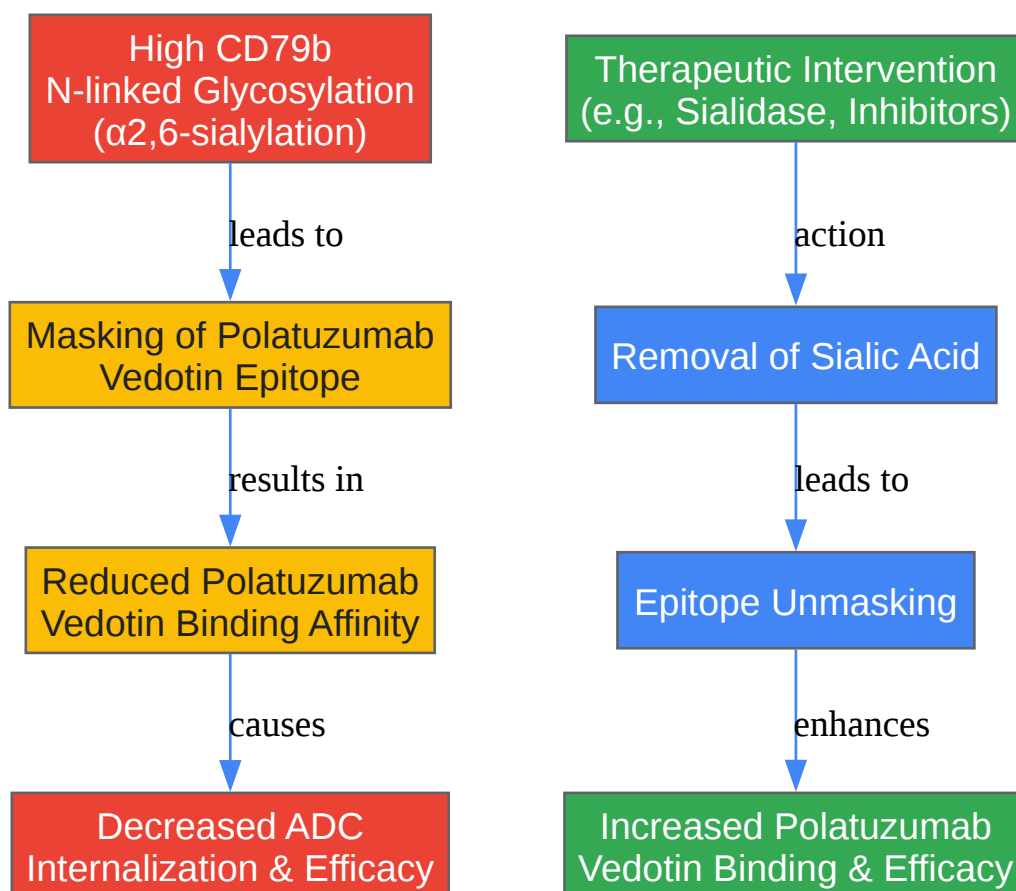 High CD79b
N-linked Glycosylation
(α2,6-sialylation)
leads to
Masking of Polatuzumab
Vedotin Epitope
results in
Reduced Polatuzumab
Vedotin Binding Affinity
causes
Decreased ADC
Internalization & Efficacy
Therapeutic Intervention
(e.g., Sialidase, Inhibitors)
action
Removal of Sialic Acid
leads to
Epitope Unmasking
enhances
Increased Polatuzumab
Vedotin Binding & Efficacy